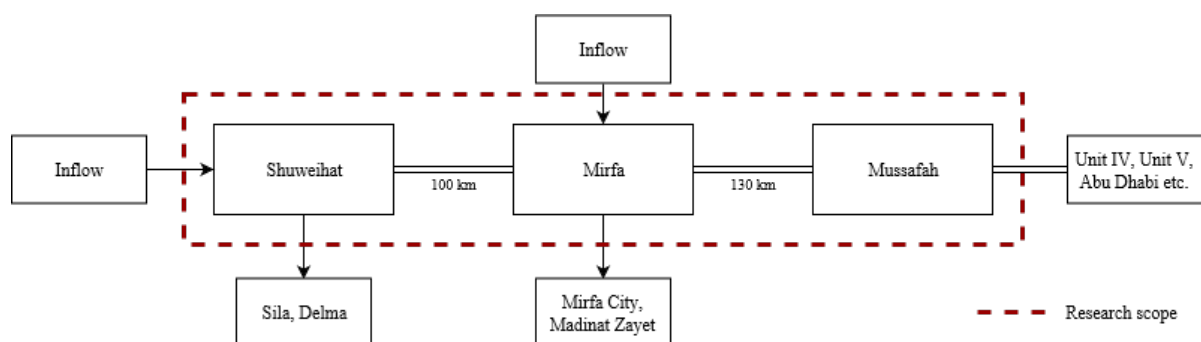 Inflow
Inflow
Shuweihat
100 km
Mirfa
130 km
Mussafah
Unit IV, Unit V,
Abu Dhabi etc.
Sila, Delma
Mirfa City,
Madinat Zayet
Research scope